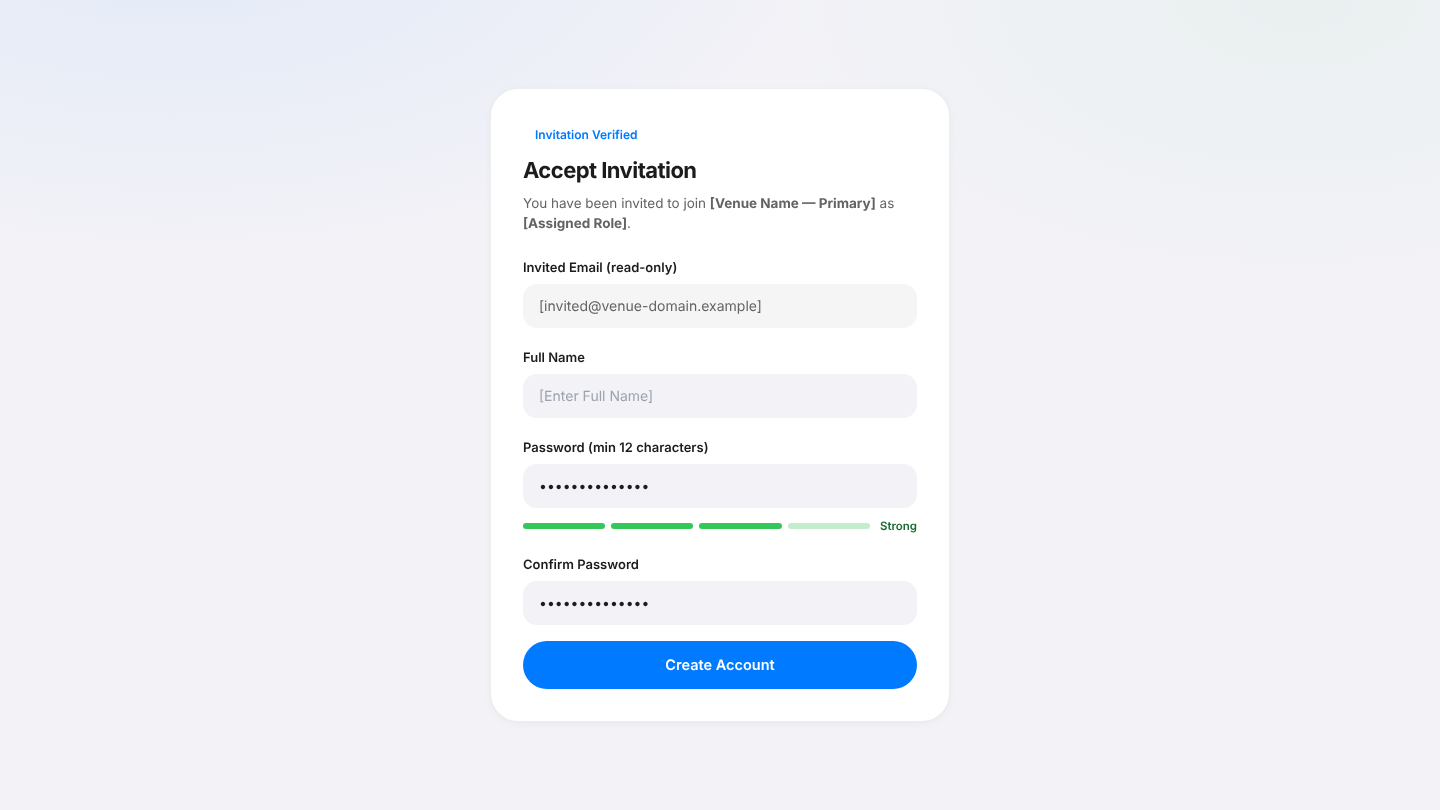 Invitation Verified
Accept Invitation
You have been invited to join [Venue Name — Primary] as
[Assigned Role].
Invited Email (read-only)
[invited@venue-domain.example]
Full Name
[Enter Full Name]
Password (min 12 characters)
••••••••••••••
Strong
Confirm Password
••••••••••••••
Create Account